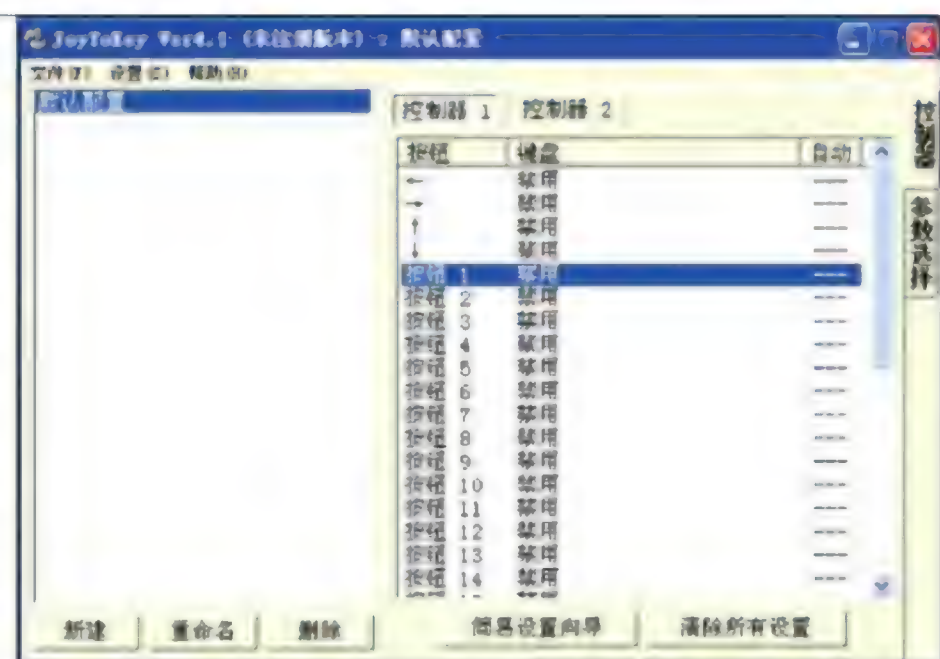 JoyToKey Ver4.1 (未注册版本) : 默认配置
文件(F) 设置(C) 帮助(H)
默认配置
控制器 1 控制器 2
控制器
参数选择
按钮 键盘 自动
← 禁用 ----
→ 禁用 ----
↑ 禁用 ----
↓ 禁用 ----
按钮 1 禁用 ---
按钮 2 禁用 ---
按钮 3 禁用 ---
按钮 4 禁用 ---
按钮 5 禁用 ---
按钮 6 禁用 ---
按钮 7 禁用 ---
按钮 8 禁用 ---
按钮 9 禁用 ---
按钮 10 禁用 ---
按钮 11 禁用 ---
按钮 12 禁用 ---
按钮 13 禁用 ---
按钮 14 禁用 ---
新建 重命名 删除 简易设置向导 清除所有设置